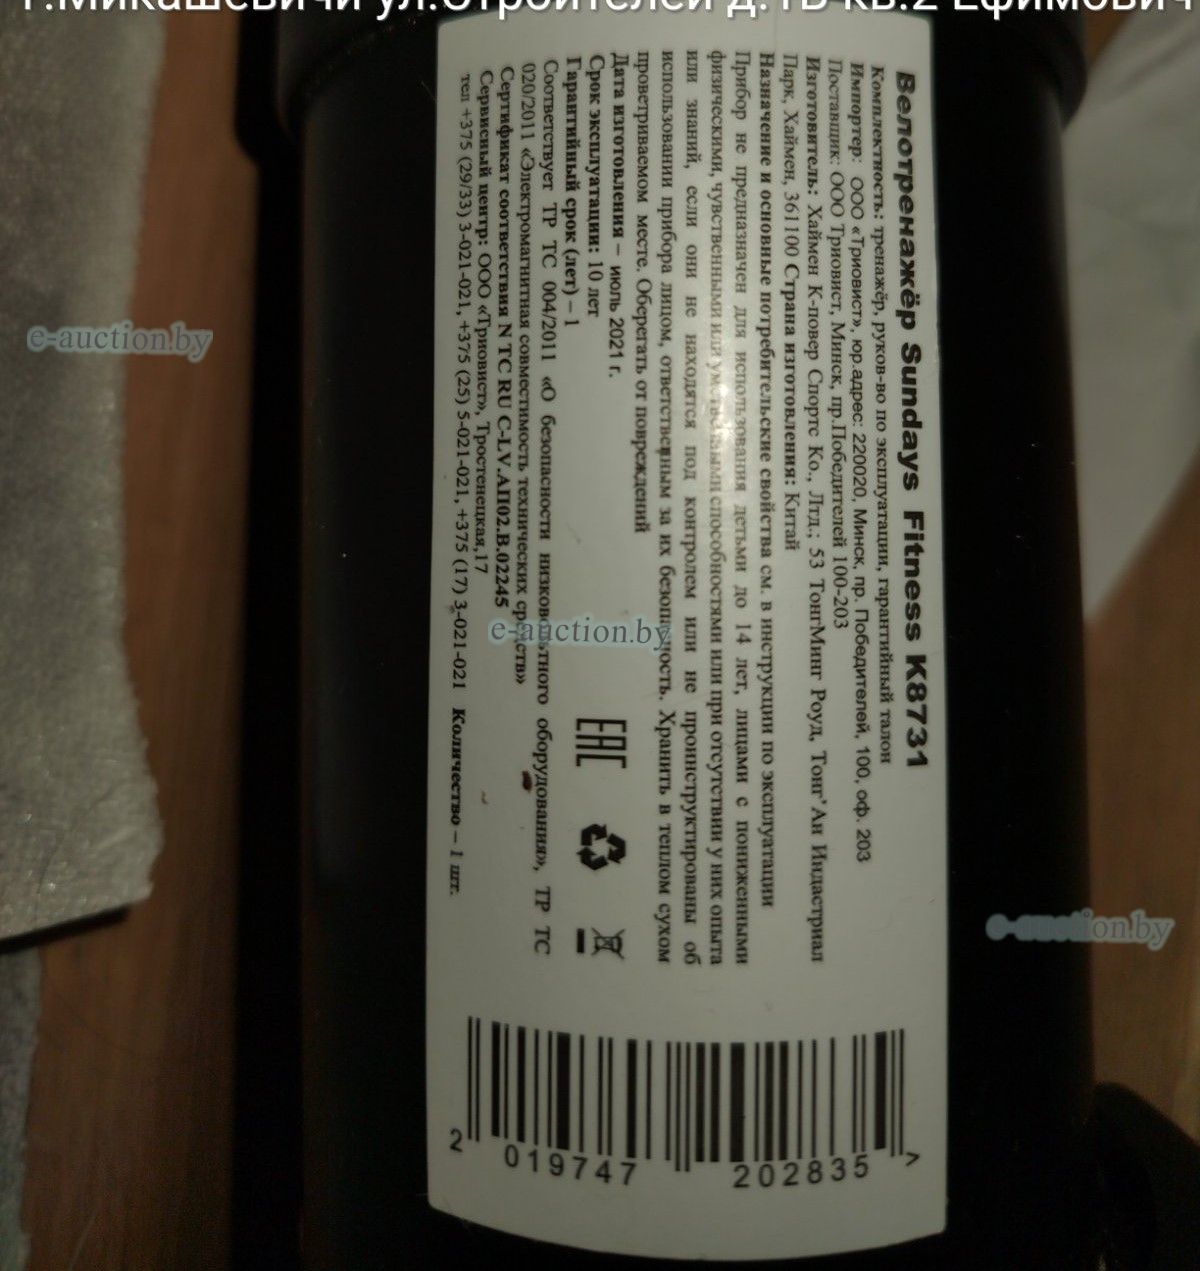 г.Микашевичи ул.Строителей д.1В кв.2 Ефимович
Велотренажёр Sundays Fitness K8731
Комплектность: тренажёр, руков-во по эксплуатации, гарантийный талон
Импортер: ООО «Триовист», юр.адрес: 220020, Минск, пр. Победителей, 100, оф. 203
Поставщик: ООО Триовист, Минск, пр.Победителей 100-203
Изготовитель: Хаймен К-повер Спортс Ко., Лтд.; 53 ТонгМинг Роуд, Тонг'Ан Индастриал
Парк, Хаймен, 361100 Страна изготовления: Китай
Назначение и основные потребительские свойства см. в инструкции по эксплуатации
Прибор не предназначен для использования детьми до 14 лет, лицами с пониженными
физическими, чувственными или умственными способностями или при отсутствии у них опыта
или знаний, если они не находятся под контролем или не проинструктированы об
использовании прибора лицом, ответственным за их безопасность. Хранить в теплом сухом
проветриваемом месте. Оберегать от повреждений
Дата изготовления – июль 2021 г.
Срок эксплуатации: 10 лет
Гарантийный срок (лет) – 1
Соответствует ТР ТС 004/2011 «О безопасности низковольтного оборудования», ТР ТС
020/2011 «Электромагнитная совместимость технических средств»
Сертификат соответствия N ТС RU С-LV.АП02.В.02245
Сервисный центр: ООО «Триовист», Тростенецкая,17
тел +375 (29/33) 3-021-021, +375 (25) 5-021-021, +375 (17) 3-021-021 Количество – 1 шт.
EAC
2 019747 202835 >
e-auction.by
e-auction.by
e-auction.by